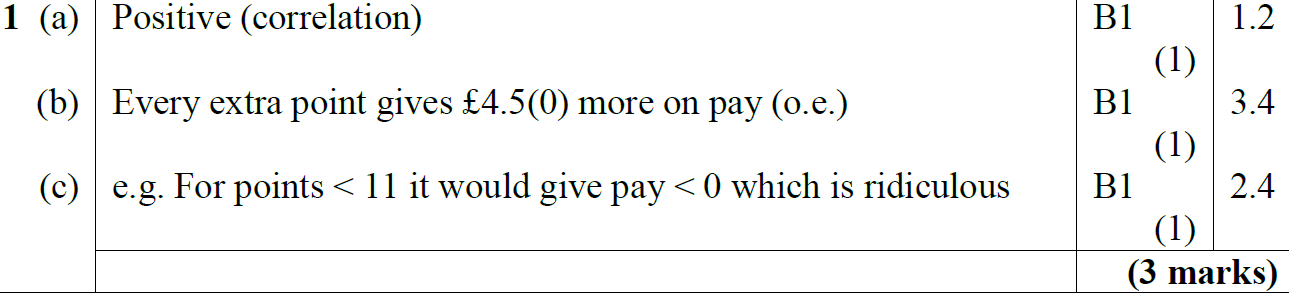 1 (a) Positive (correlation) B1 1.2
(1)
(b) Every extra point gives £4.5(0) more on pay (o.e.) B1 3.4
(1)
(c) e.g. For points < 11 it would give pay < 0 which is ridiculous B1 2.4
(1)
(3 marks)